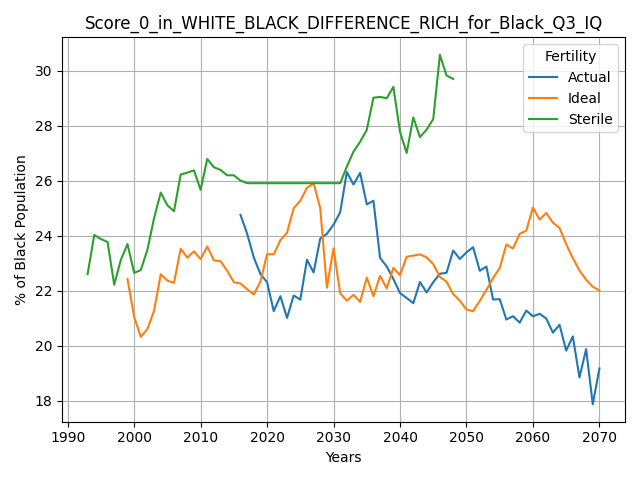 Score_0_in_WHITE_BLACK_DIFFERENCE_RICH_for_Black_Q3_IQ
Fertility
Actual
Ideal
Sterile
% of Black Population
30
28
26
24
22
20
18
1990
2000
2010
2020
2030
2040
2050
2060
2070
Years